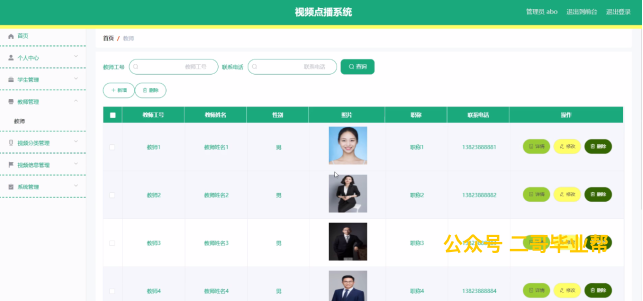 视频点播系统
管理员 abo 退出到前台 退出登录
首页
首页 / 教师
个人中心
学生管理
教师管理
教师
视频分类管理
视频信息管理
系统管理
教师工号 教师工号 联系电话 联系电话 查询
新增 删除
教师工号 教师姓名 性别 照片 职称 联系电话 操作
教师1 教师姓名1 男 职称1 13823888881 详情 修改 删除
教师2 教师姓名2 男 职称2 13823888882 详情 修改 删除
教师3 教师姓名3 男 职称3 删除
公众号 二哥毕业帮
教师4 教师姓名4 男 职称4 13823888884 详情 修改 删除